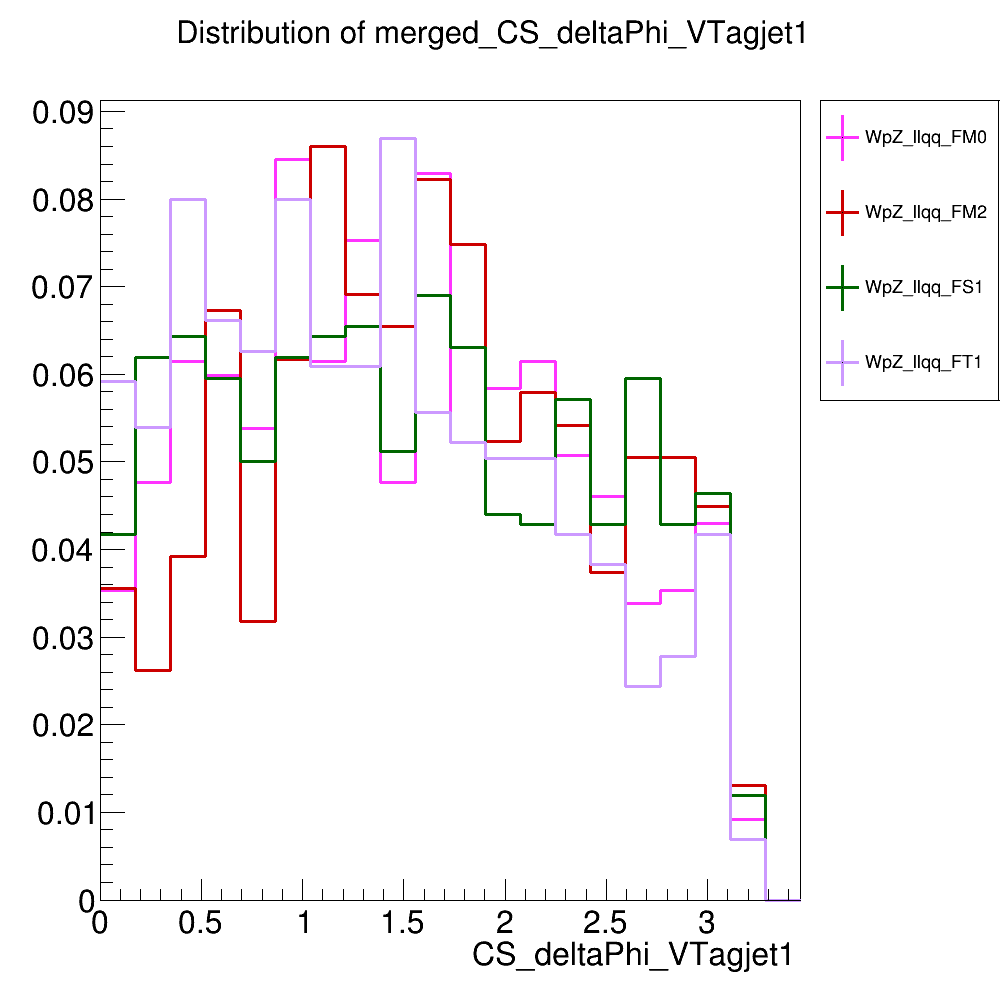 Distribution of merged_CS_deltaPhi_VTagjet1
0.09
0.08
0.07
0.06
0.05
0.04
0.03
0.02
0.01
0
0 0.5 1 1.5 2 2.5 3
CS_deltaPhi_VTagjet1
WpZ_llqq_FM0
WpZ_llqq_FM2
WpZ_llqq_FS1
WpZ_llqq_FT1